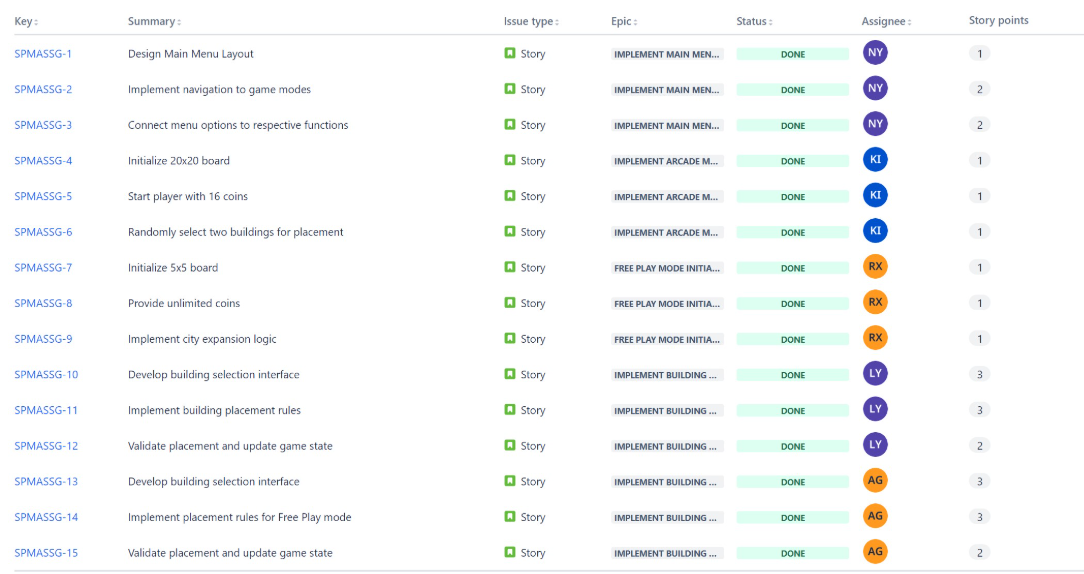 Key Summary Issue type Epic Status Assignee Story points
SPMASSG-1 Design Main Menu Layout Story IMPLEMENT MAIN MEN... DONE NY 1
SPMASSG-2 Implement navigation to game modes Story IMPLEMENT MAIN MEN... DONE NY 2
SPMASSG-3 Connect menu options to respective functions Story IMPLEMENT MAIN MEN... DONE NY 2
SPMASSG-4 Initialize 20x20 board Story IMPLEMENT ARCADE M... DONE KI 1
SPMASSG-5 Start player with 16 coins Story IMPLEMENT ARCADE M... DONE KI 1
SPMASSG-6 Randomly select two buildings for placement Story IMPLEMENT ARCADE M... DONE KI 1
SPMASSG-7 Initialize 5x5 board Story FREE PLAY MODE INITIA... DONE RX 1
SPMASSG-8 Provide unlimited coins Story FREE PLAY MODE INITIA... DONE RX 1
SPMASSG-9 Implement city expansion logic Story FREE PLAY MODE INITIA... DONE RX 1
SPMASSG-10 Develop building selection interface Story IMPLEMENT BUILDING ... DONE LY 3
SPMASSG-11 Implement building placement rules Story IMPLEMENT BUILDING ... DONE LY 3
SPMASSG-12 Validate placement and update game state Story IMPLEMENT BUILDING ... DONE LY 2
SPMASSG-13 Develop building selection interface Story IMPLEMENT BUILDING ... DONE AG 3
SPMASSG-14 Implement placement rules for Free Play mode Story IMPLEMENT BUILDING ... DONE AG 3
SPMASSG-15 Validate placement and update game state Story IMPLEMENT BUILDING ... DONE AG 2